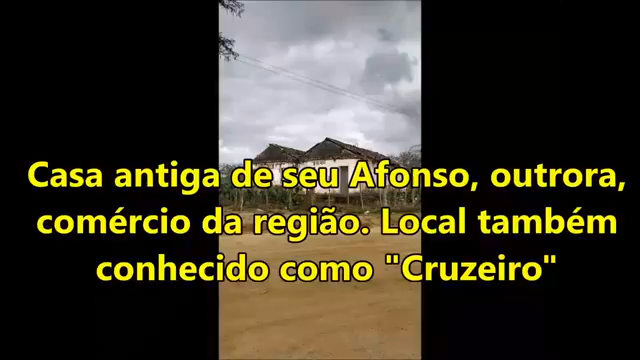 Casa antiga de seu Afonso, outrora,
comércio da região. Local também
conhecido como "Cruzeiro"